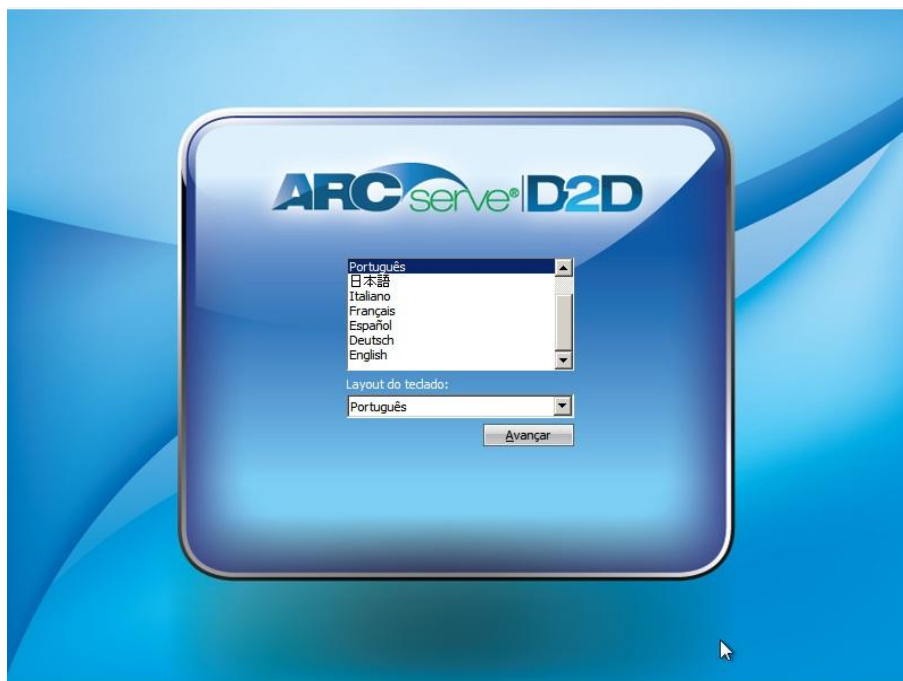 ARCserve® D2D
Português
日本語
Italiano
Français
Español
Deutsch
English
Layout do teclado:
Português
Avançar